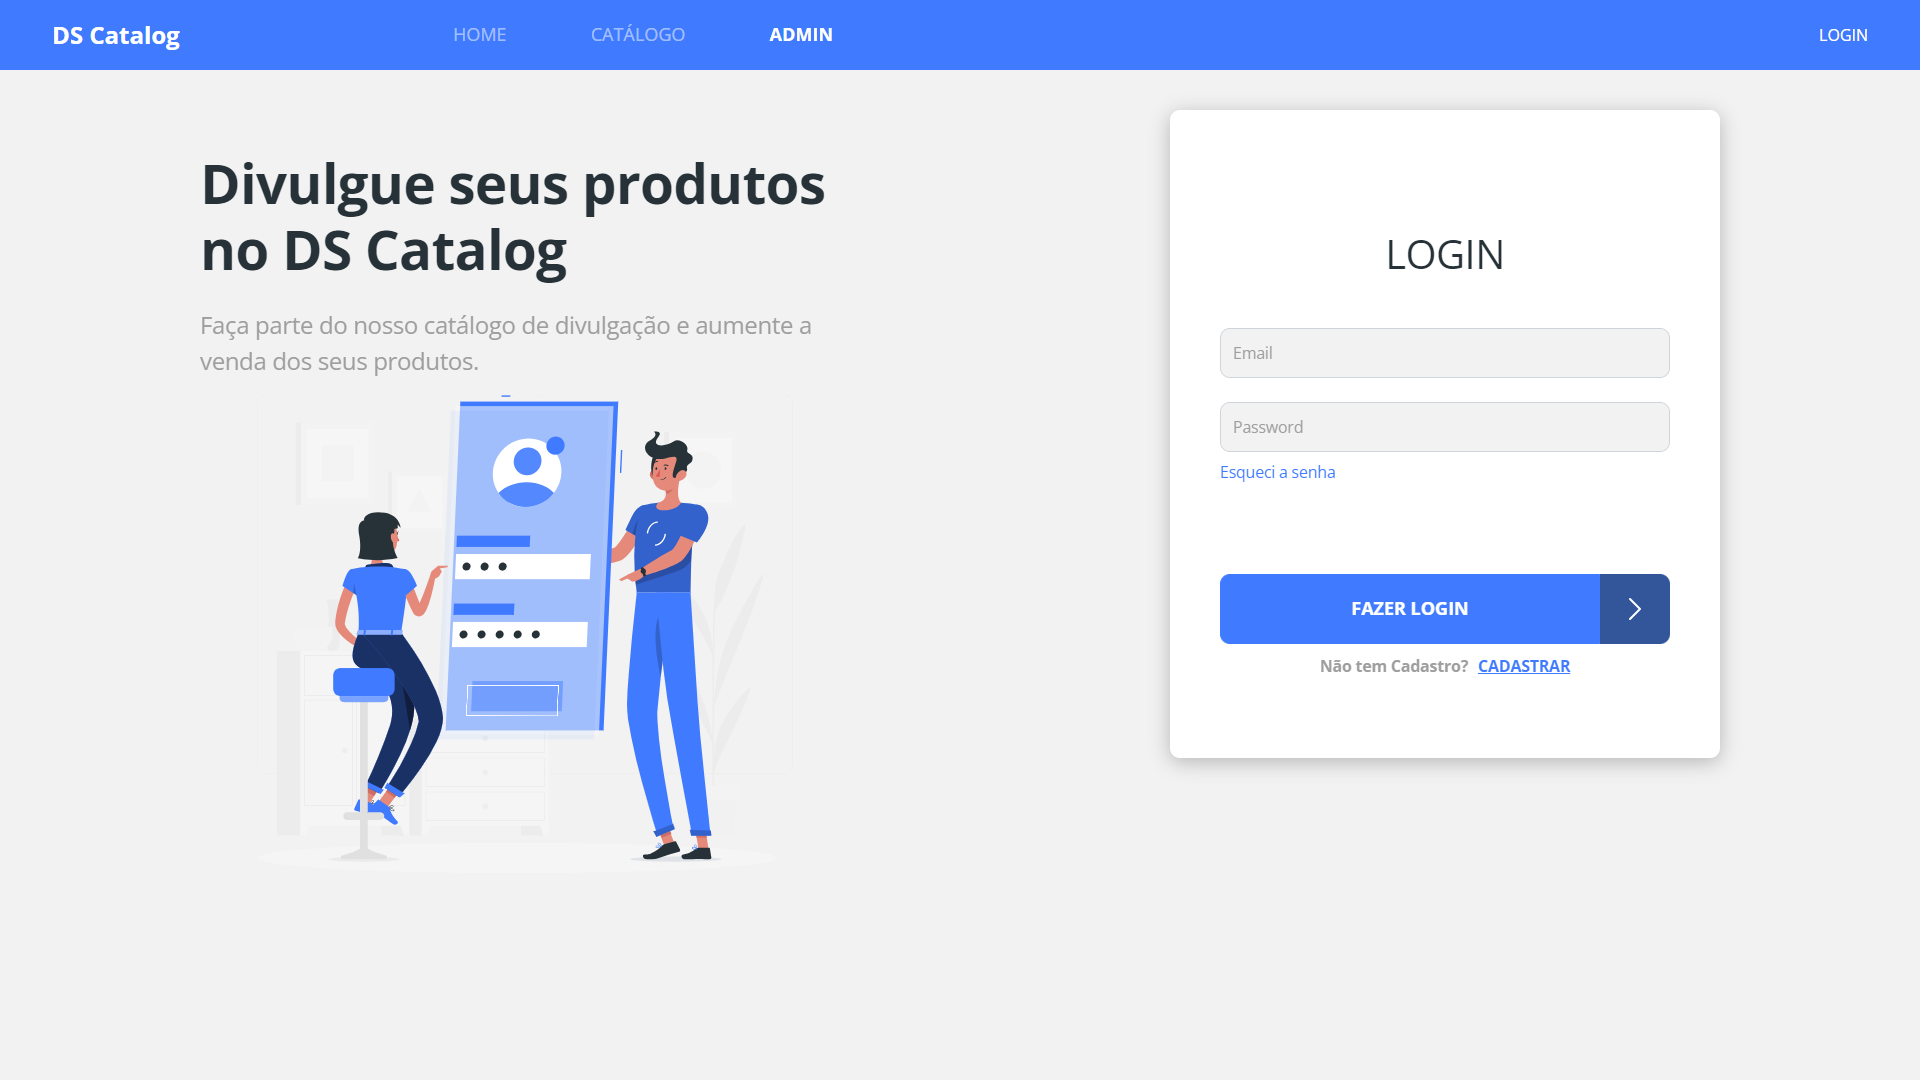 DS Catalog
HOME
CATÁLOGO
ADMIN
LOGIN
Divulgue seus produtos
no DS Catalog
Faça parte do nosso catálogo de divulgação e aumente a
venda dos seus produtos.
LOGIN
Email
Password
Esqueci a senha
FAZER LOGIN
Não tem Cadastro? CADASTRAR